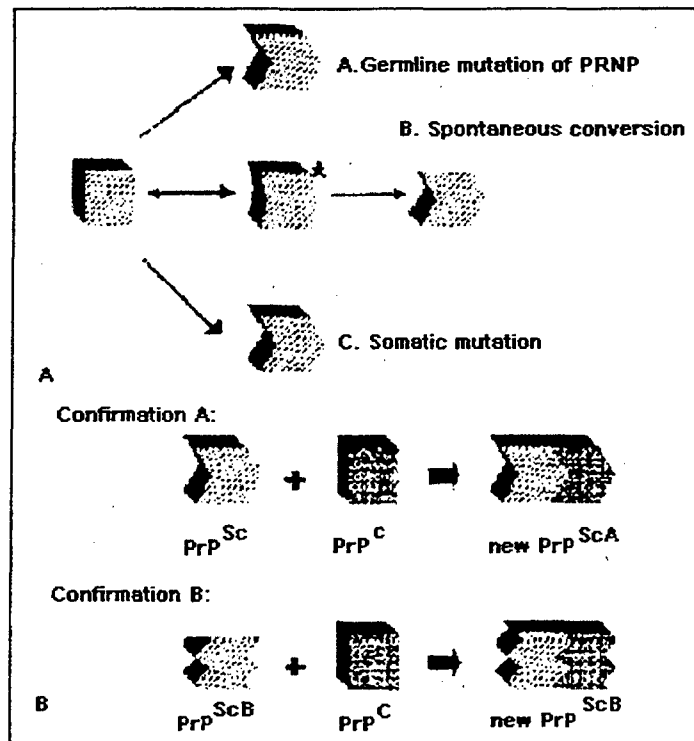 A.Germline mutation of PRNP
B. Spontaneous conversion
C. Somatic mutation
A
Confirmation A:
+
PrP^Sc PrP^c new PrP^ScA
Confirmation B:
+
PrP^ScB PrP^C new PrP^ScB
B